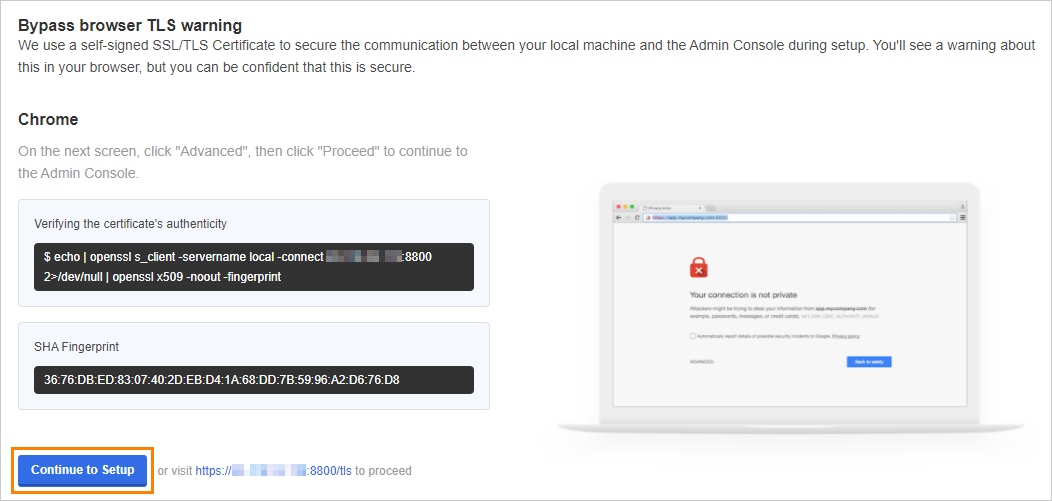 Bypass browser TLS warning
We use a self-signed SSL/TLS Certificate to secure the communication between your local machine and the Admin Console during setup. You'll see a warning about
this in your browser, but you can be confident that this is secure.
Chrome
On the next screen, click "Advanced", then click "Proceed" to continue to
the Admin Console.
Verifying the certificate's authenticity
$ echo | openssl s_client -servername local -connect :8800
2>/dev/null | openssl x509 -noout -fingerprint
SHA Fingerprint
36:76:DB:ED:83:07:40:2D:EB:D4:1A:68:DD:7B:59:96:A2:D6:76:D8
Privacy error
Your connection is not private
Attackers might be trying to steal your information from app.mycompany.com (for
example, passwords, messages, or credit cards). NET::ERR_CERT_AUTHORITY_INVALID
Automatically report details of possible security incidents to Google. Privacy policy
ADVANCED
Back to safety
Continue to Setup
or visit https:// :8800/tls to proceed